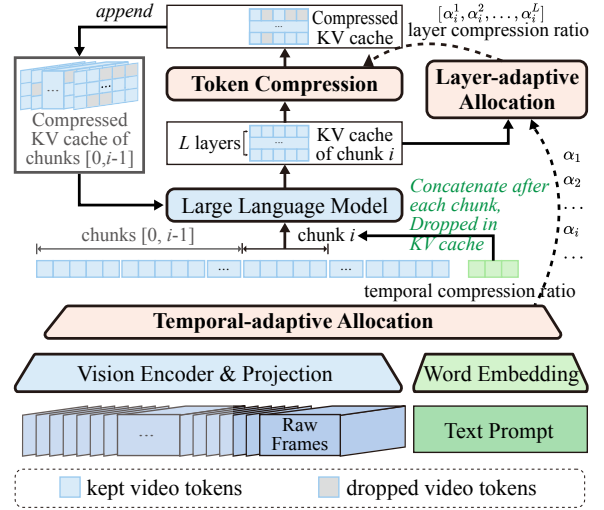 append
Compressed
KV cache
[α_i^1, α_i^2, . . . , α_i^L]
layer compression ratio
Token Compression
Layer-adaptive
Allocation
...
Compressed
KV cache of
chunks [0,i-1]
L layers
...
KV cache
of chunk i
α_1
α_2
. . .
α_i
. . .
Large Language Model
Concatenate after
each chunk,
Dropped in
KV cache
chunks [0, i-1]
chunk i
...
...
temporal compression ratio
Temporal-adaptive Allocation
Vision Encoder & Projection
Word Embedding
...
Raw
Frames
Text Prompt
kept video tokens
dropped video tokens